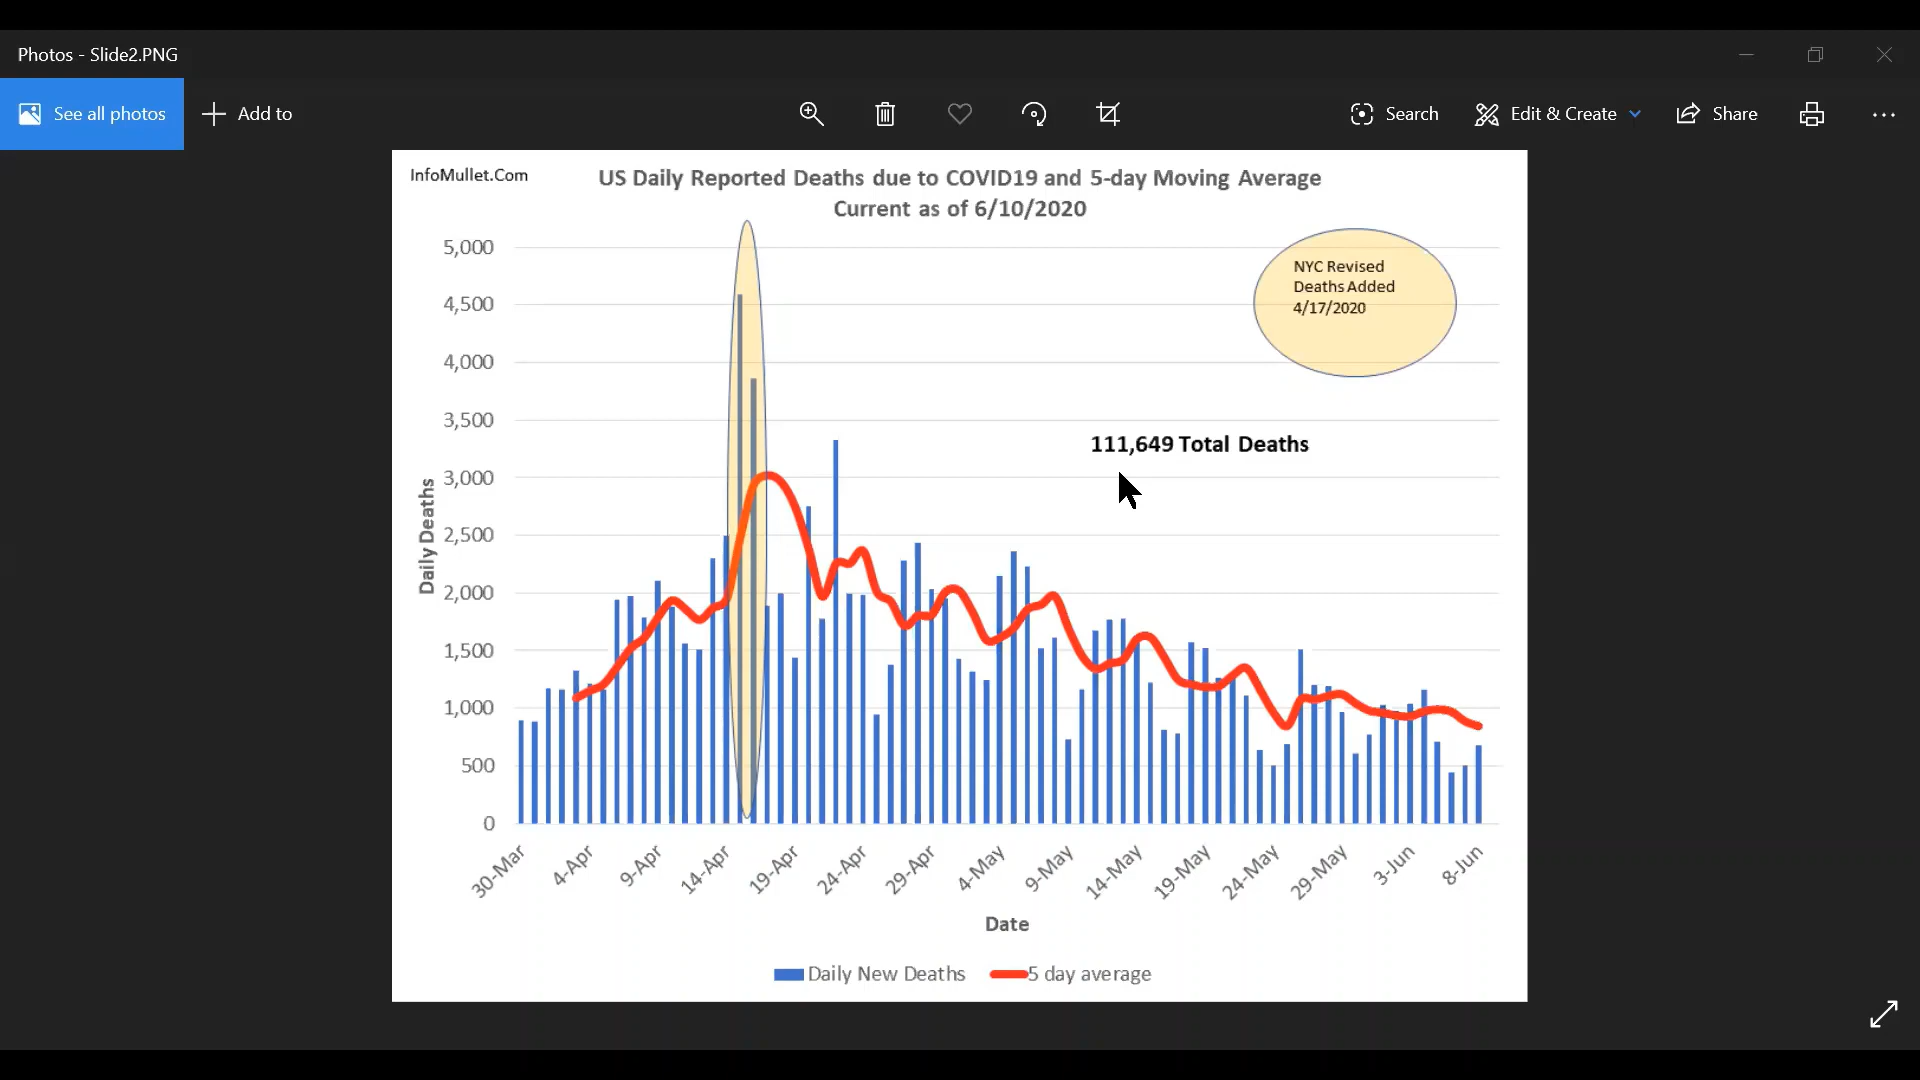 Photos - Slide2.PNG
See all photos
Add to
Search
Edit & Create
Share
InfoMullet.Com
US Daily Reported Deaths due to COVID19 and 5-day Moving Average
Current as of 6/10/2020
NYC Revised
Deaths Added
4/17/2020
111,649 Total Deaths
Daily Deaths
5,000
4,500
4,000
3,500
3,000
2,500
2,000
1,500
1,000
500
0
30-Mar
4-Apr
9-Apr
14-Apr
19-Apr
24-Apr
29-Apr
4-May
9-May
14-May
19-May
24-May
29-May
3-Jun
8-Jun
Date
Daily New Deaths
5 day average